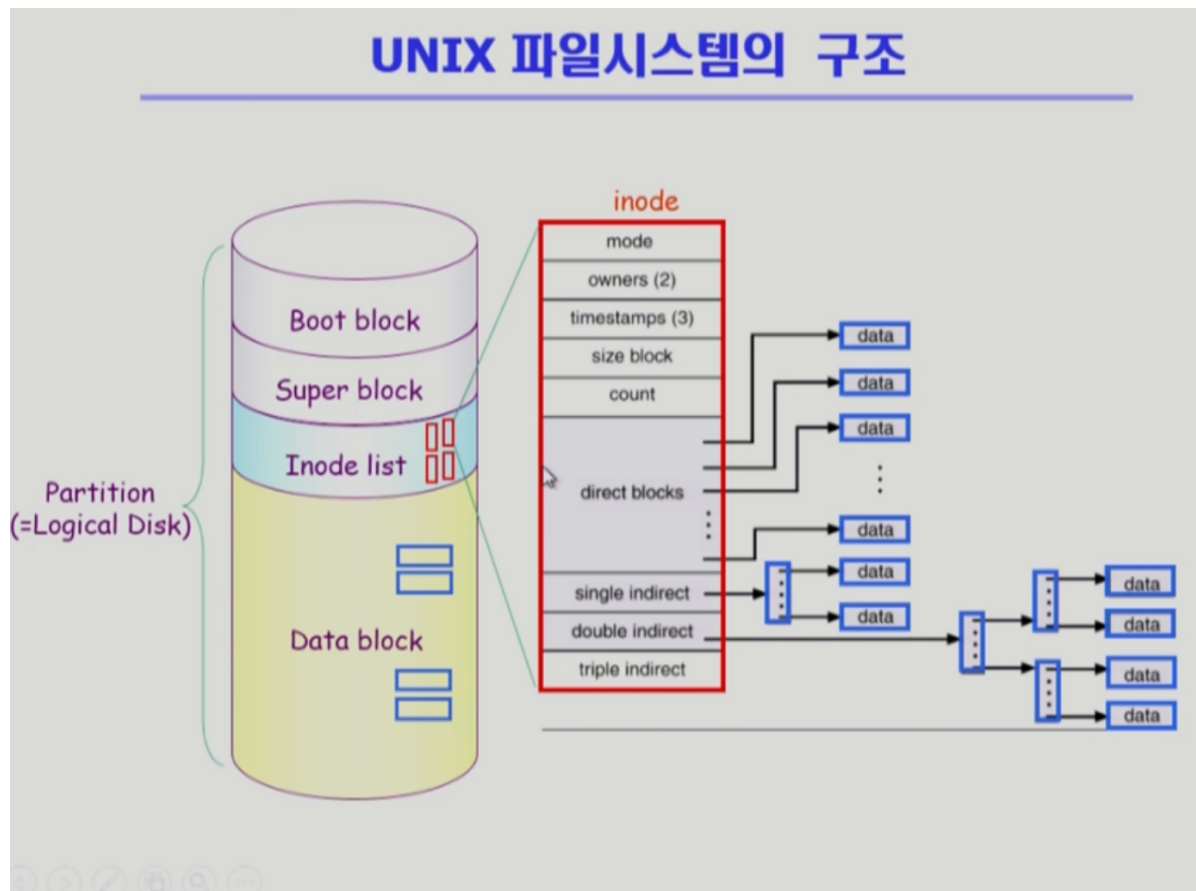 UNIX 파일시스템의 구조
inode
mode
owners (2)
timestamps (3)
size block
count
direct blocks
single indirect
double indirect
triple indirect
Boot block
Super block
Inode list
Partition
(=Logical Disk)
Data block
data
data
data
data
data
data
data
data
data
data